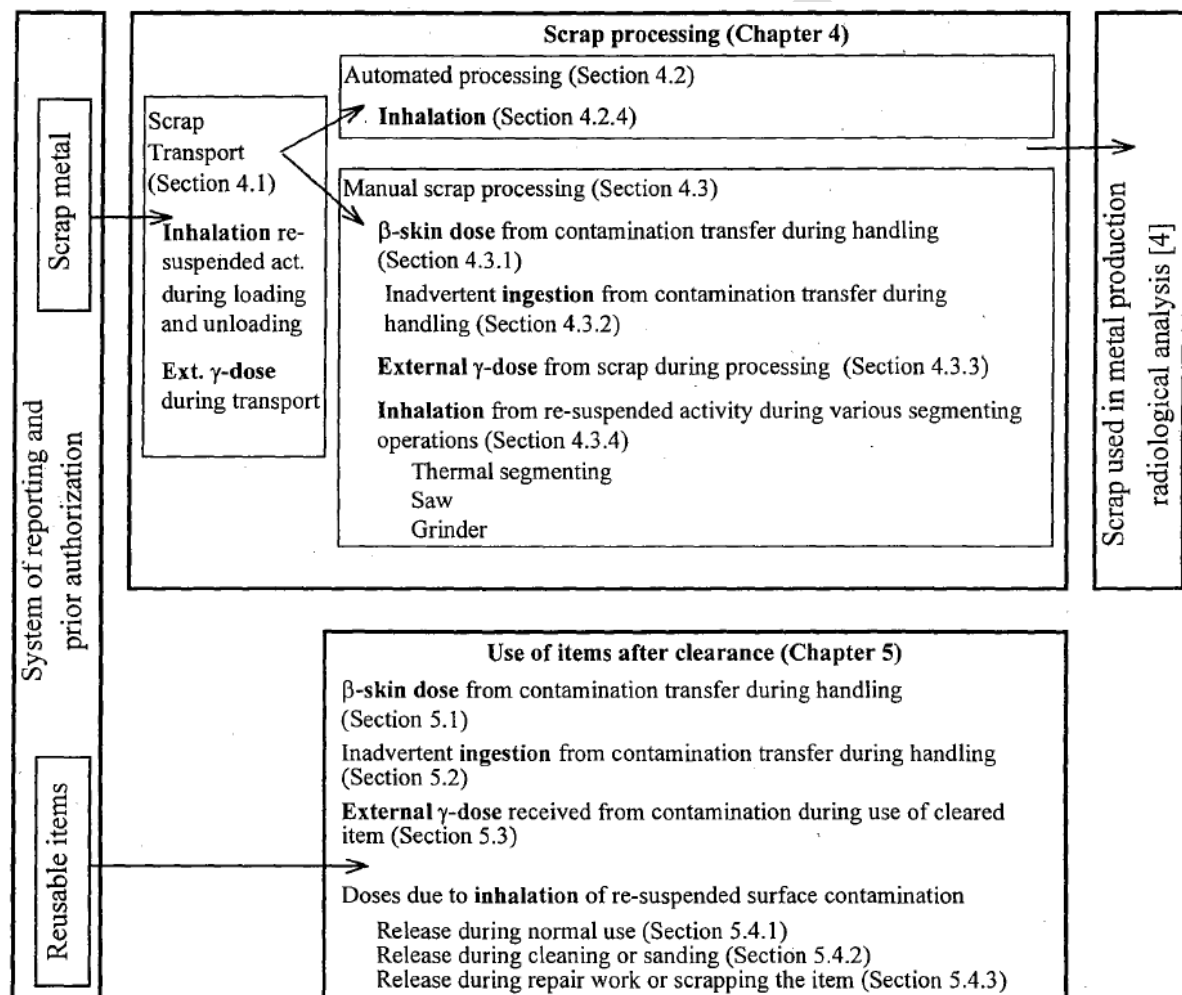 System of reporting and
prior authorization
Scrap metal
Reusable items
Scrap processing (Chapter 4)
Scrap
Transport
(Section 4.1)
Inhalation re-
suspended act.
during loading
and unloading
Ext. γ-dose
during transport
Automated processing (Section 4.2)
Inhalation (Section 4.2.4)
Manual scrap processing (Section 4.3)
β-skin dose from contamination transfer during handling
(Section 4.3.1)
Inadvertent ingestion from contamination transfer during
handling (Section 4.3.2)
External γ-dose from scrap during processing (Section 4.3.3)
Inhalation from re-suspended activity during various segmenting
operations (Section 4.3.4)
Thermal segmenting
Saw
Grinder
Scrap used in metal production
radiological analysis [4]
Use of items after clearance (Chapter 5)
β-skin dose from contamination transfer during handling
(Section 5.1)
Inadvertent ingestion from contamination transfer during handling
(Section 5.2)
External γ-dose received from contamination during use of cleared
item (Section 5.3)
Doses due to inhalation of re-suspended surface contamination
Release during normal use (Section 5.4.1)
Release during cleaning or sanding (Section 5.4.2)
Release during repair work or scrapping the item (Section 5.4.3)